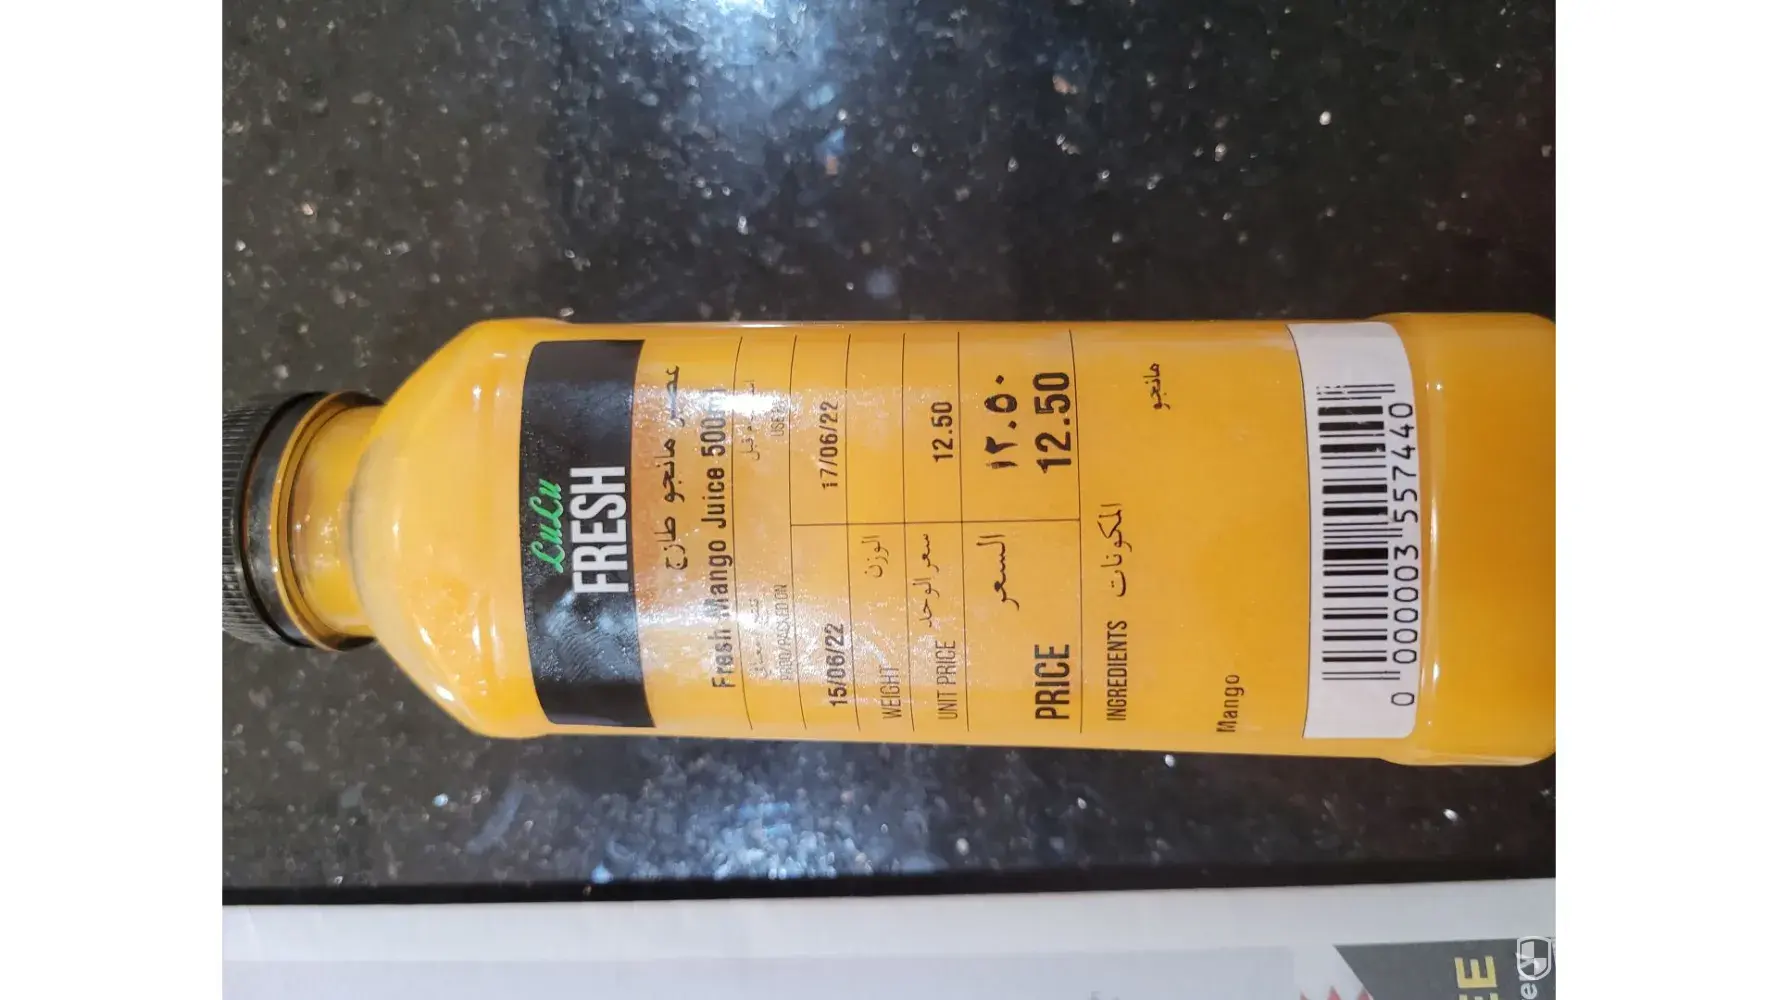 LuLu
FRESH
عصير مانجو طازج
Fresh Mango Juice 500ml
PROD/PACKED ON
USE BY
15/06/22 17/06/22
WEIGHT الوزن
UNIT PRICE سعر الوحدة 12.50
السعر ١٢.٥٠
PRICE 12.50
INGREDIENTS المكونات
مانجو
Mango
0 000003 557440